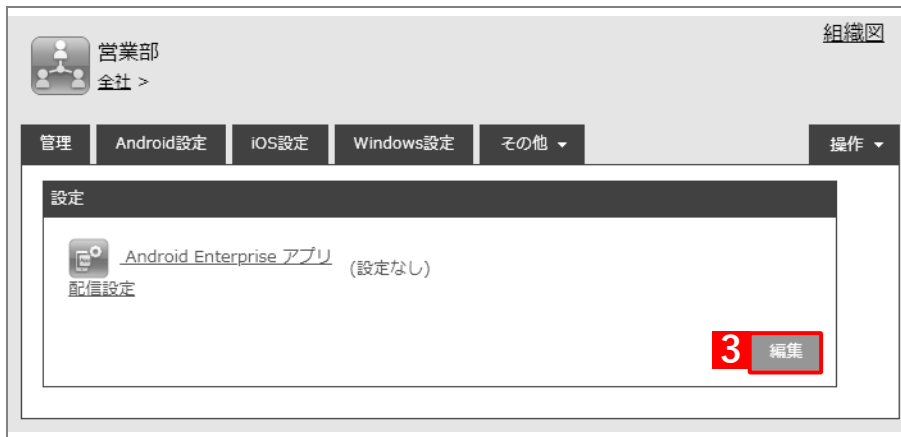 組織図
営業部
全社 >
管理 Android設定 iOS設定 Windows設定 その他 ▼ 操作 ▼
設定
Android Enterprise アプリ
配信設定
(設定なし)
3 編集